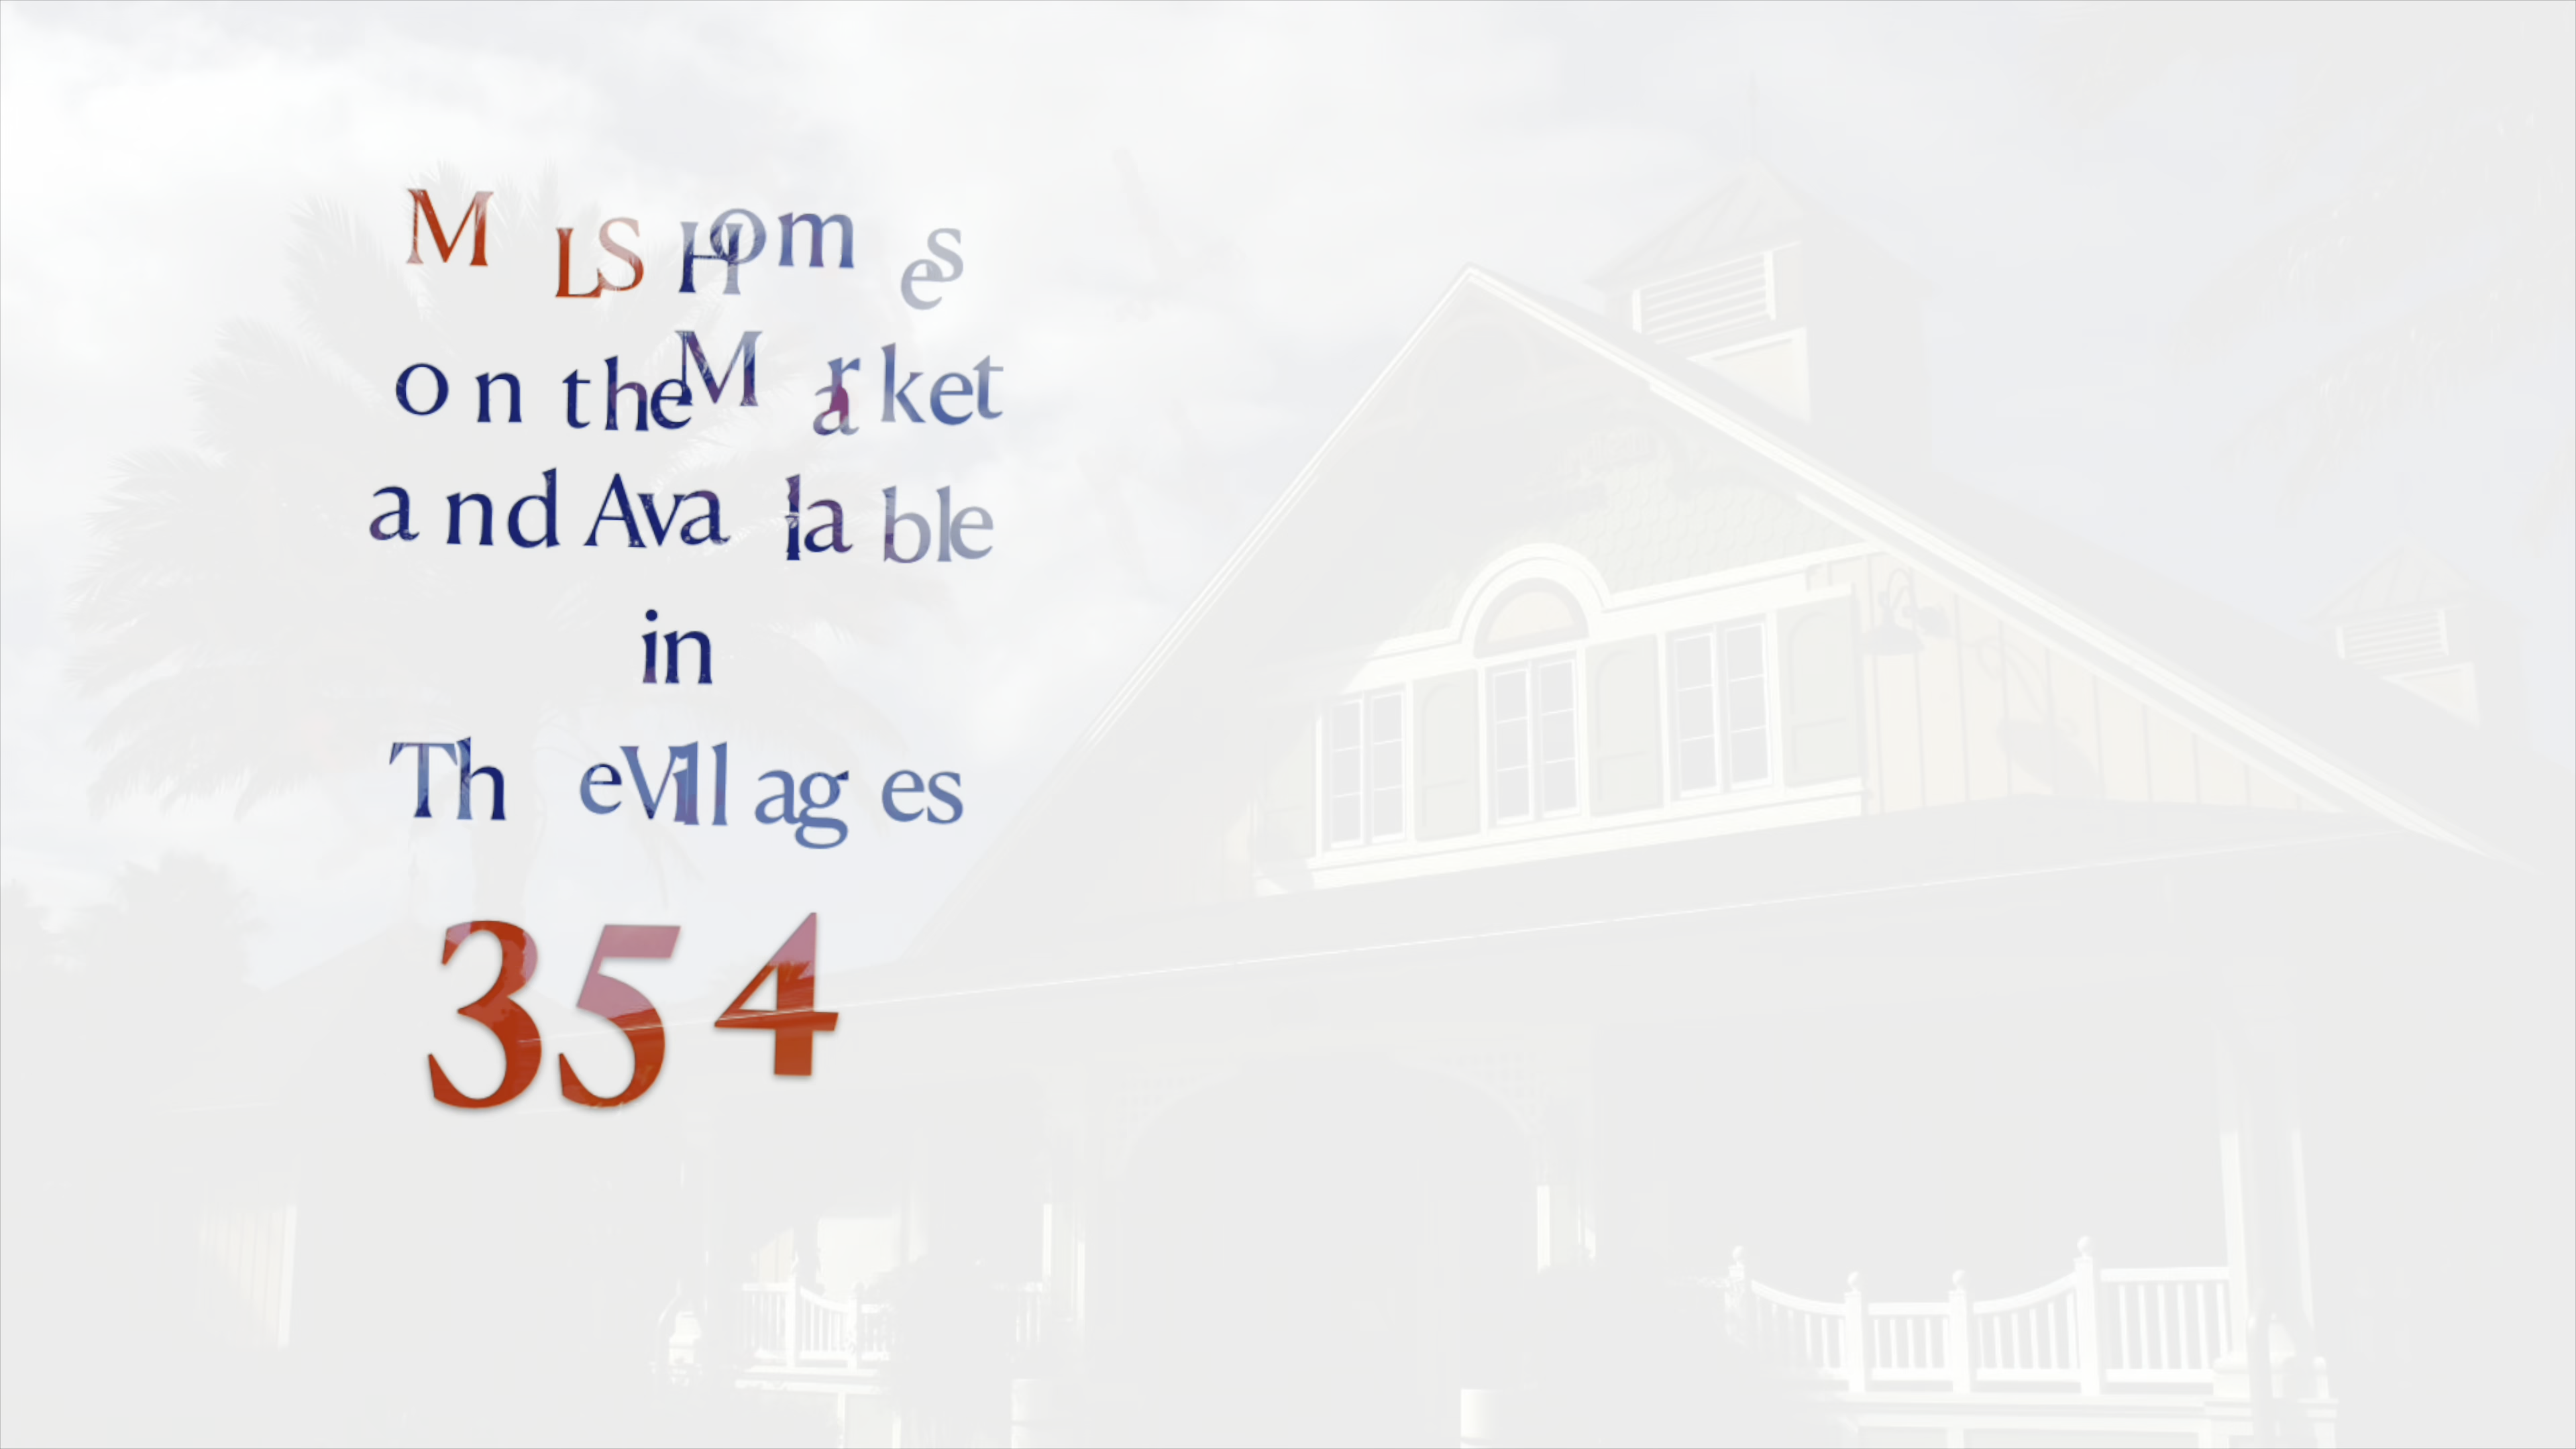 MLS Homes
on the Market
and Available
in
The Villages
354